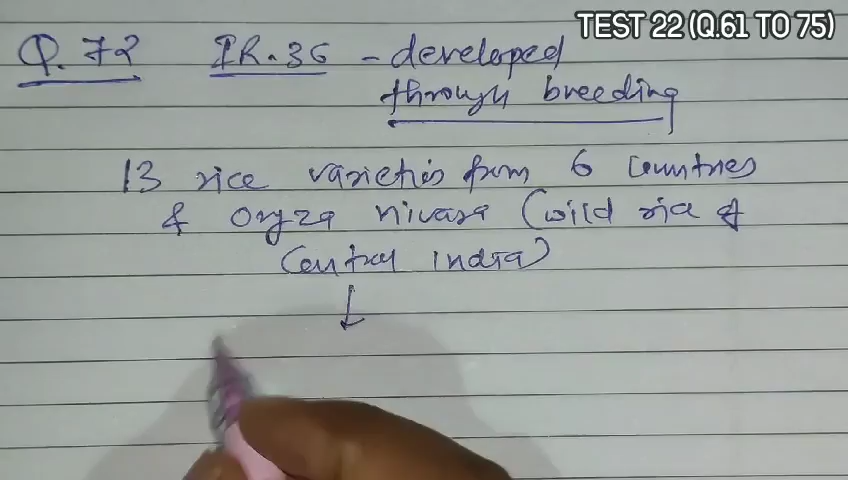 TEST 22 (Q.61 TO 75)
Q. 72 IR.36 - developed
through breeding
13 rice varieties from 6 countries
& oryza nivara (wild rice of
Central India)